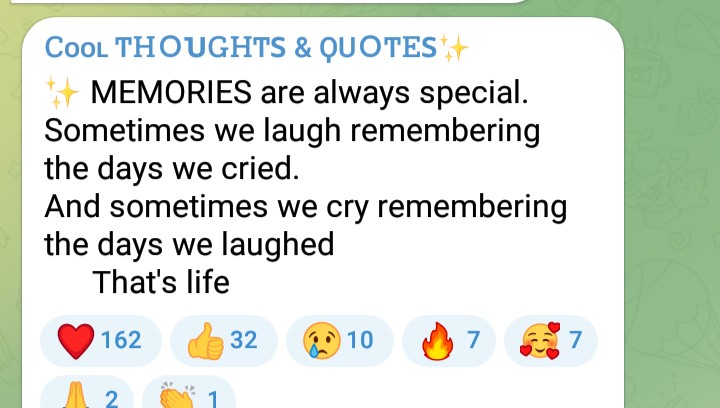 Cool THOUGHTS & QUOTES✨
✨ MEMORIES are always special.
Sometimes we laugh remembering
the days we cried.
And sometimes we cry remembering
the days we laughed
That's life
❤️ 162 👍 32 😢 10 🔥 7 🥰 7
🙏 2 👏 1